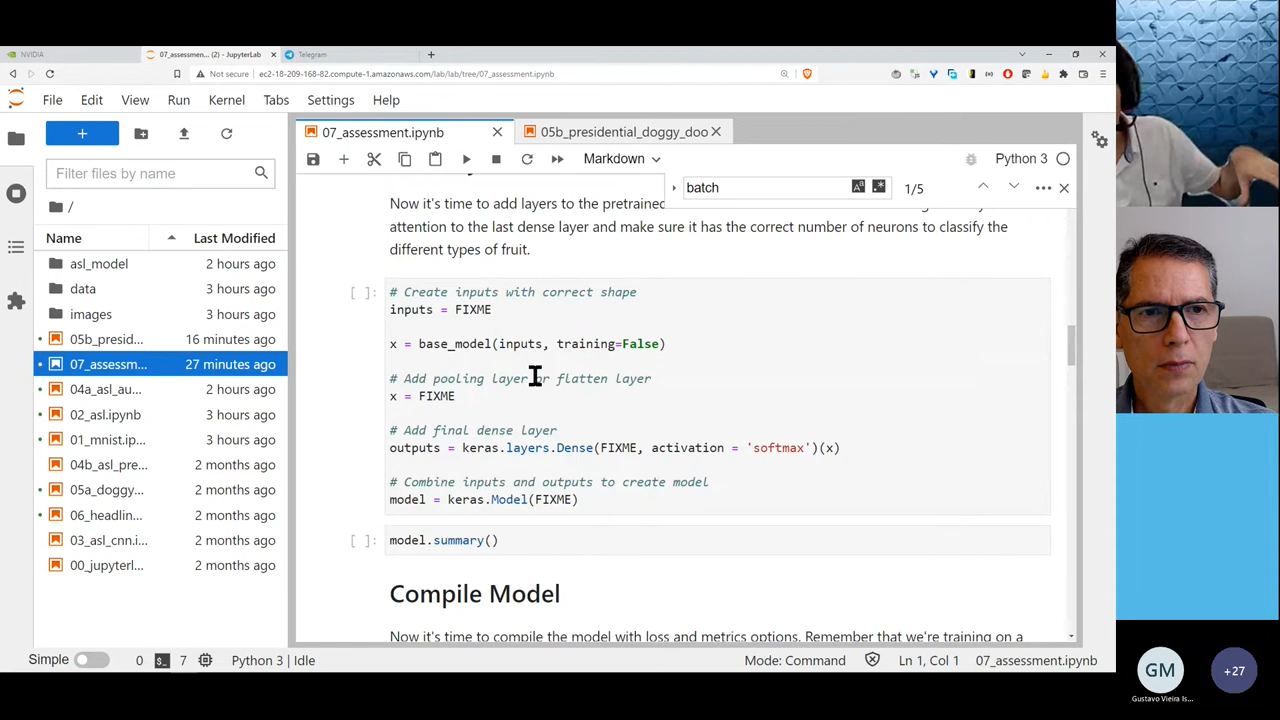 NVIDIA
07_assessmen... (2) - JupyterLab
Telegram
Not secure
ec2-18-209-168-82.compute-1.amazonaws.com/lab/lab/tree/07_assessment.ipynb
File Edit View Run Kernel Tabs Settings Help
07_assessment.ipynb
05b_presidential_doggy_doo
Markdown
Python 3
Filter files by name
batch
1/5
/
Name
Last Modified
asl_model 2 hours ago
data 3 hours ago
images 3 hours ago
05b_presid... 16 minutes ago
07_assessm... 27 minutes ago
04a_asl_au... 2 hours ago
02_asl.ipynb 3 hours ago
01_mnist.ip... 3 hours ago
04b_asl_pre... 2 months ago
05a_doggy... 2 months ago
06_headlin... 2 months ago
03_asl_cnn.i... 2 months ago
00_jupyterl... 2 months ago
Now it's time to add layers to the pretrained
attention to the last dense layer and make sure it has the correct number of neurons to classify the
different types of fruit.
[ ]:
# Create inputs with correct shape
inputs = FIXME
x = base_model(inputs, training=False)
# Add pooling layer or flatten layer
x = FIXME
# Add final dense layer
outputs = keras.layers.Dense(FIXME, activation = 'softmax')(x)
# Combine inputs and outputs to create model
model = keras.Model(FIXME)
[ ]:
model.summary()
Compile Model
Now it's time to compile the model with loss and metrics options. Remember that we're training on a
Simple
0
7
Python 3 | Idle
Mode: Command
Ln 1, Col 1
07_assessment.ipynb
GM
+27
Gustavo Vieira Is...